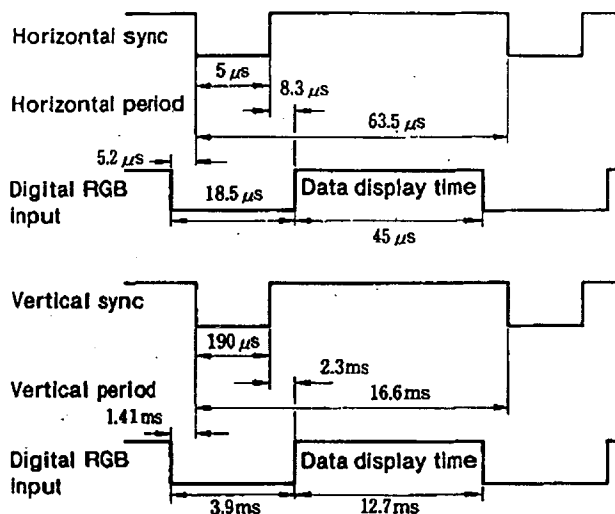 Horizontal sync
5 μs
8.3 μs
Horizontal period
63.5 μs
5.2 μs
Digital RGB
input
18.5 μs
Data display time
45 μs
Vertical sync
190 μs
2.3ms
Vertical period
16.6ms
1.41ms
Digital RGB
input
Data display time
3.9ms
12.7ms